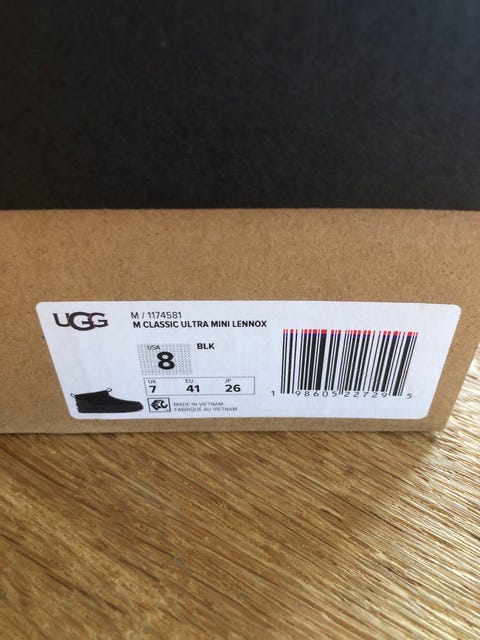 UGG
M / 1174581
M CLASSIC ULTRA MINI LENNOX
USA
8
BLK
UK EU JP
7 41 26
MADE IN VIETNAM
FABRIQUÉ AU VIETNAM
1 98605 22729 5